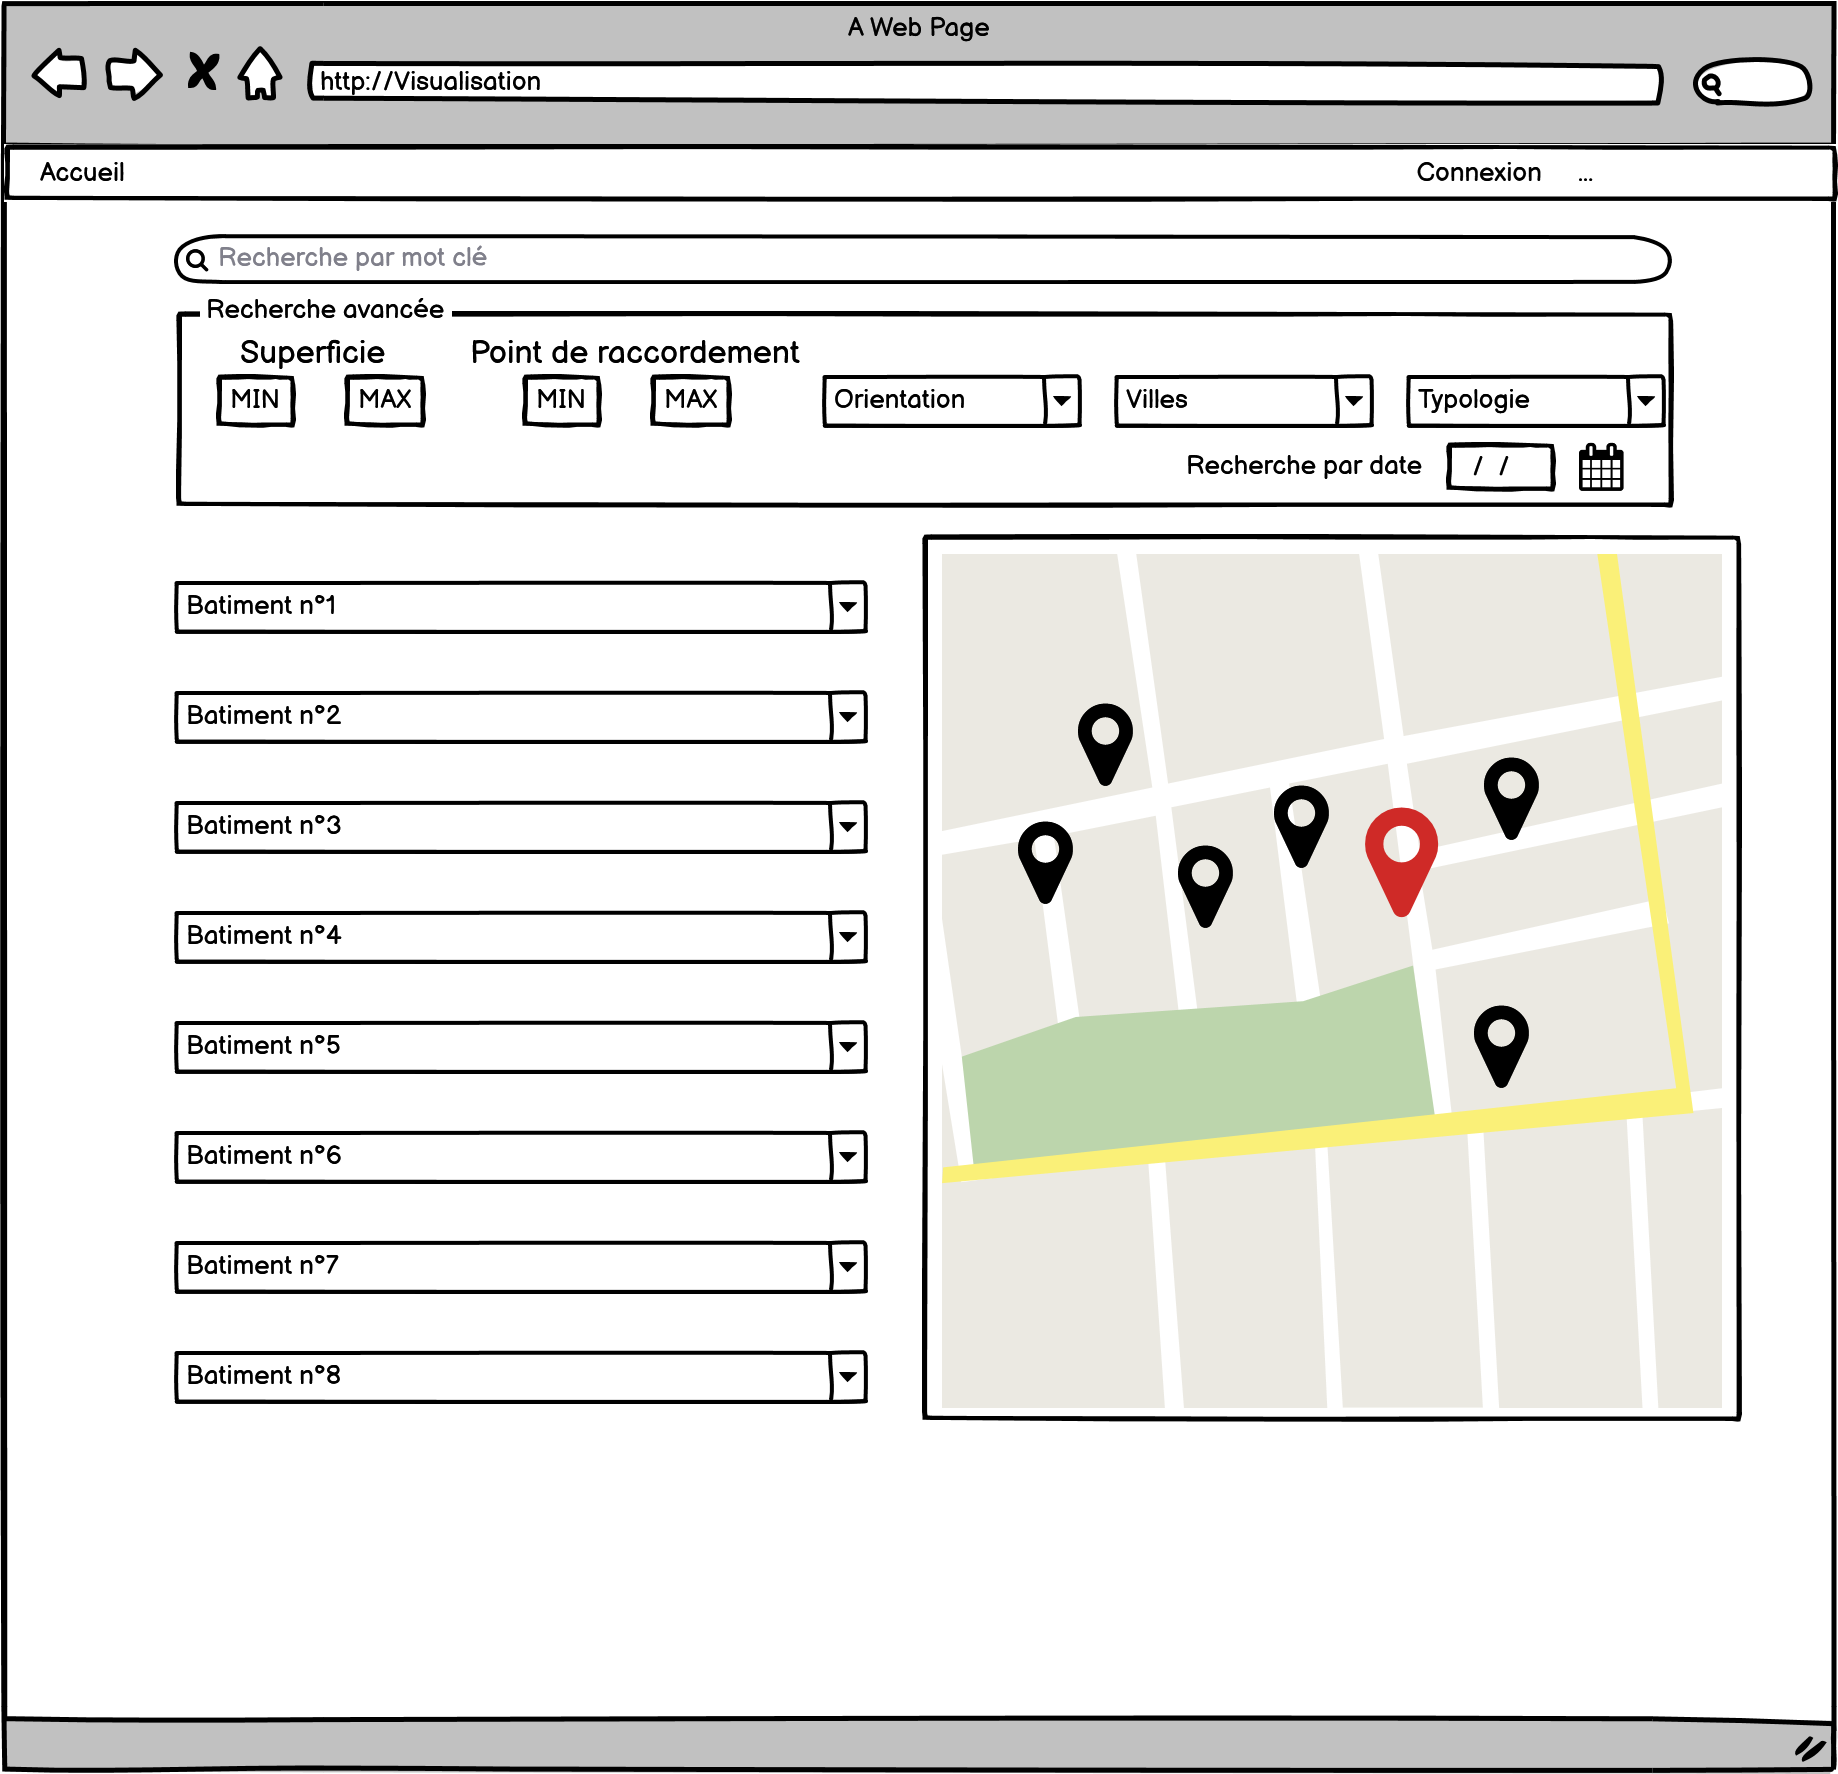 A Web Page
http://Visualisation
Accueil Connexion ...
Recherche par mot clé
Recherche avancée
Superficie Point de raccordement
MIN MAX MIN MAX Orientation Villes Typologie
Recherche par date / /
Batiment n°1
Batiment n°2
Batiment n°3
Batiment n°4
Batiment n°5
Batiment n°6
Batiment n°7
Batiment n°8